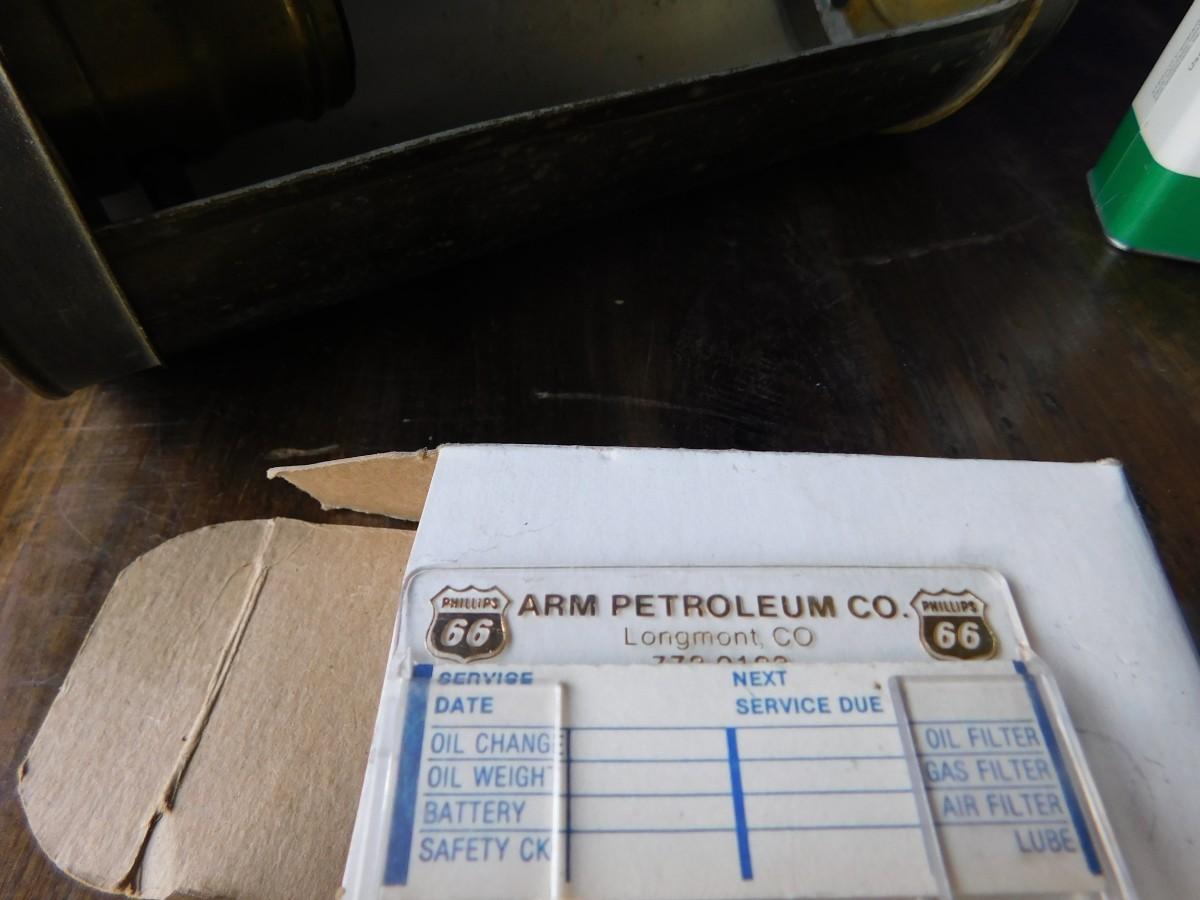 PHILLIPS
66
ARM PETROLEUM CO.
PHILLIPS
66
Longmont, CO
SERVICE
DATE
NEXT
SERVICE DUE
OIL CHANGE
OIL WEIGHT
BATTERY
SAFETY CK
OIL FILTER
GAS FILTER
AIR FILTER
LUBE